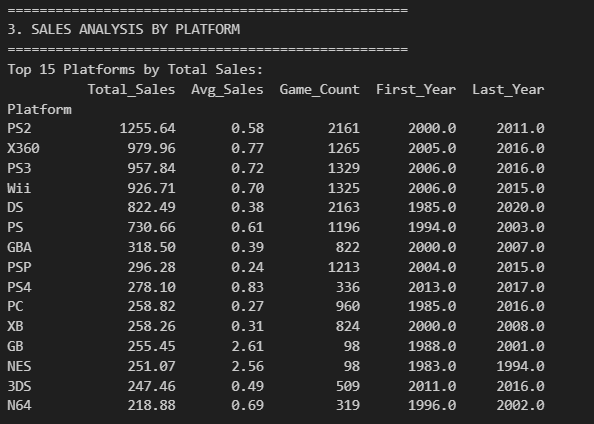 ==================================================
3. SALES ANALYSIS BY PLATFORM
==================================================
Top 15 Platforms by Total Sales:
          Total_Sales  Avg_Sales  Game_Count  First_Year  Last_Year
Platform
PS2           1255.64       0.58        2161      2000.0     2011.0
X360           979.96       0.77        1265      2005.0     2016.0
PS3            957.84       0.72        1329      2006.0     2016.0
Wii            926.71       0.70        1325      2006.0     2015.0
DS             822.49       0.38        2163      1985.0     2020.0
PS             730.66       0.61        1196      1994.0     2003.0
GBA            318.50       0.39         822      2000.0     2007.0
PSP            296.28       0.24        1213      2004.0     2015.0
PS4            278.10       0.83         336      2013.0     2017.0
PC             258.82       0.27         960      1985.0     2016.0
XB             258.26       0.31         824      2000.0     2008.0
GB             255.45       2.61          98      1988.0     2001.0
NES            251.07       2.56          98      1983.0     1994.0
3DS            247.46       0.49         509      2011.0     2016.0
N64            218.88       0.69         319      1996.0     2002.0